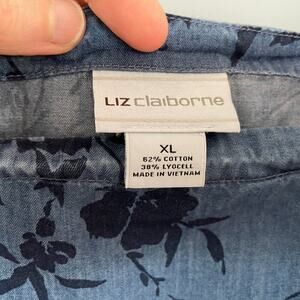 LIZ claiborne
XL
62% COTTON
38% LYOCELL
MADE IN VIETNAM